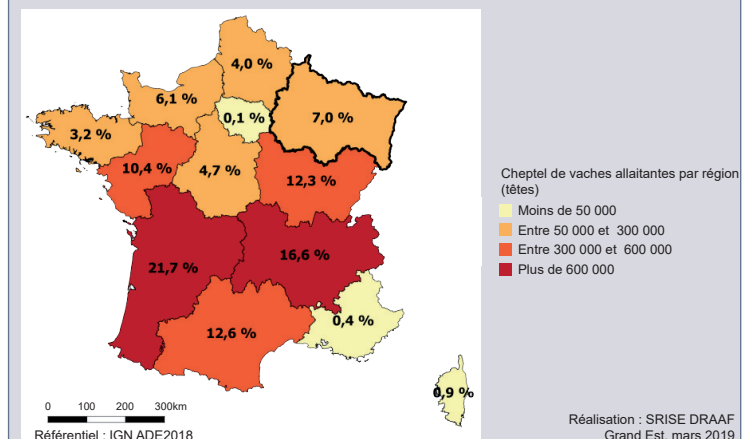 4,0 %
6,1 %
0,1 %
7,0 %
3,2 %
10,4 %
4,7 %
12,3 %
21,7 %
16,6 %
12,6 %
0,4 %
0,9 %
Cheptel de vaches allaitantes par région
(têtes)
Moins de 50 000
Entre 50 000 et 300 000
Entre 300 000 et 600 000
Plus de 600 000
0 100 200 300km
Référentiel : IGN ADE2018
Réalisation : SRISE DRAAF
Grand Est, mars 2019